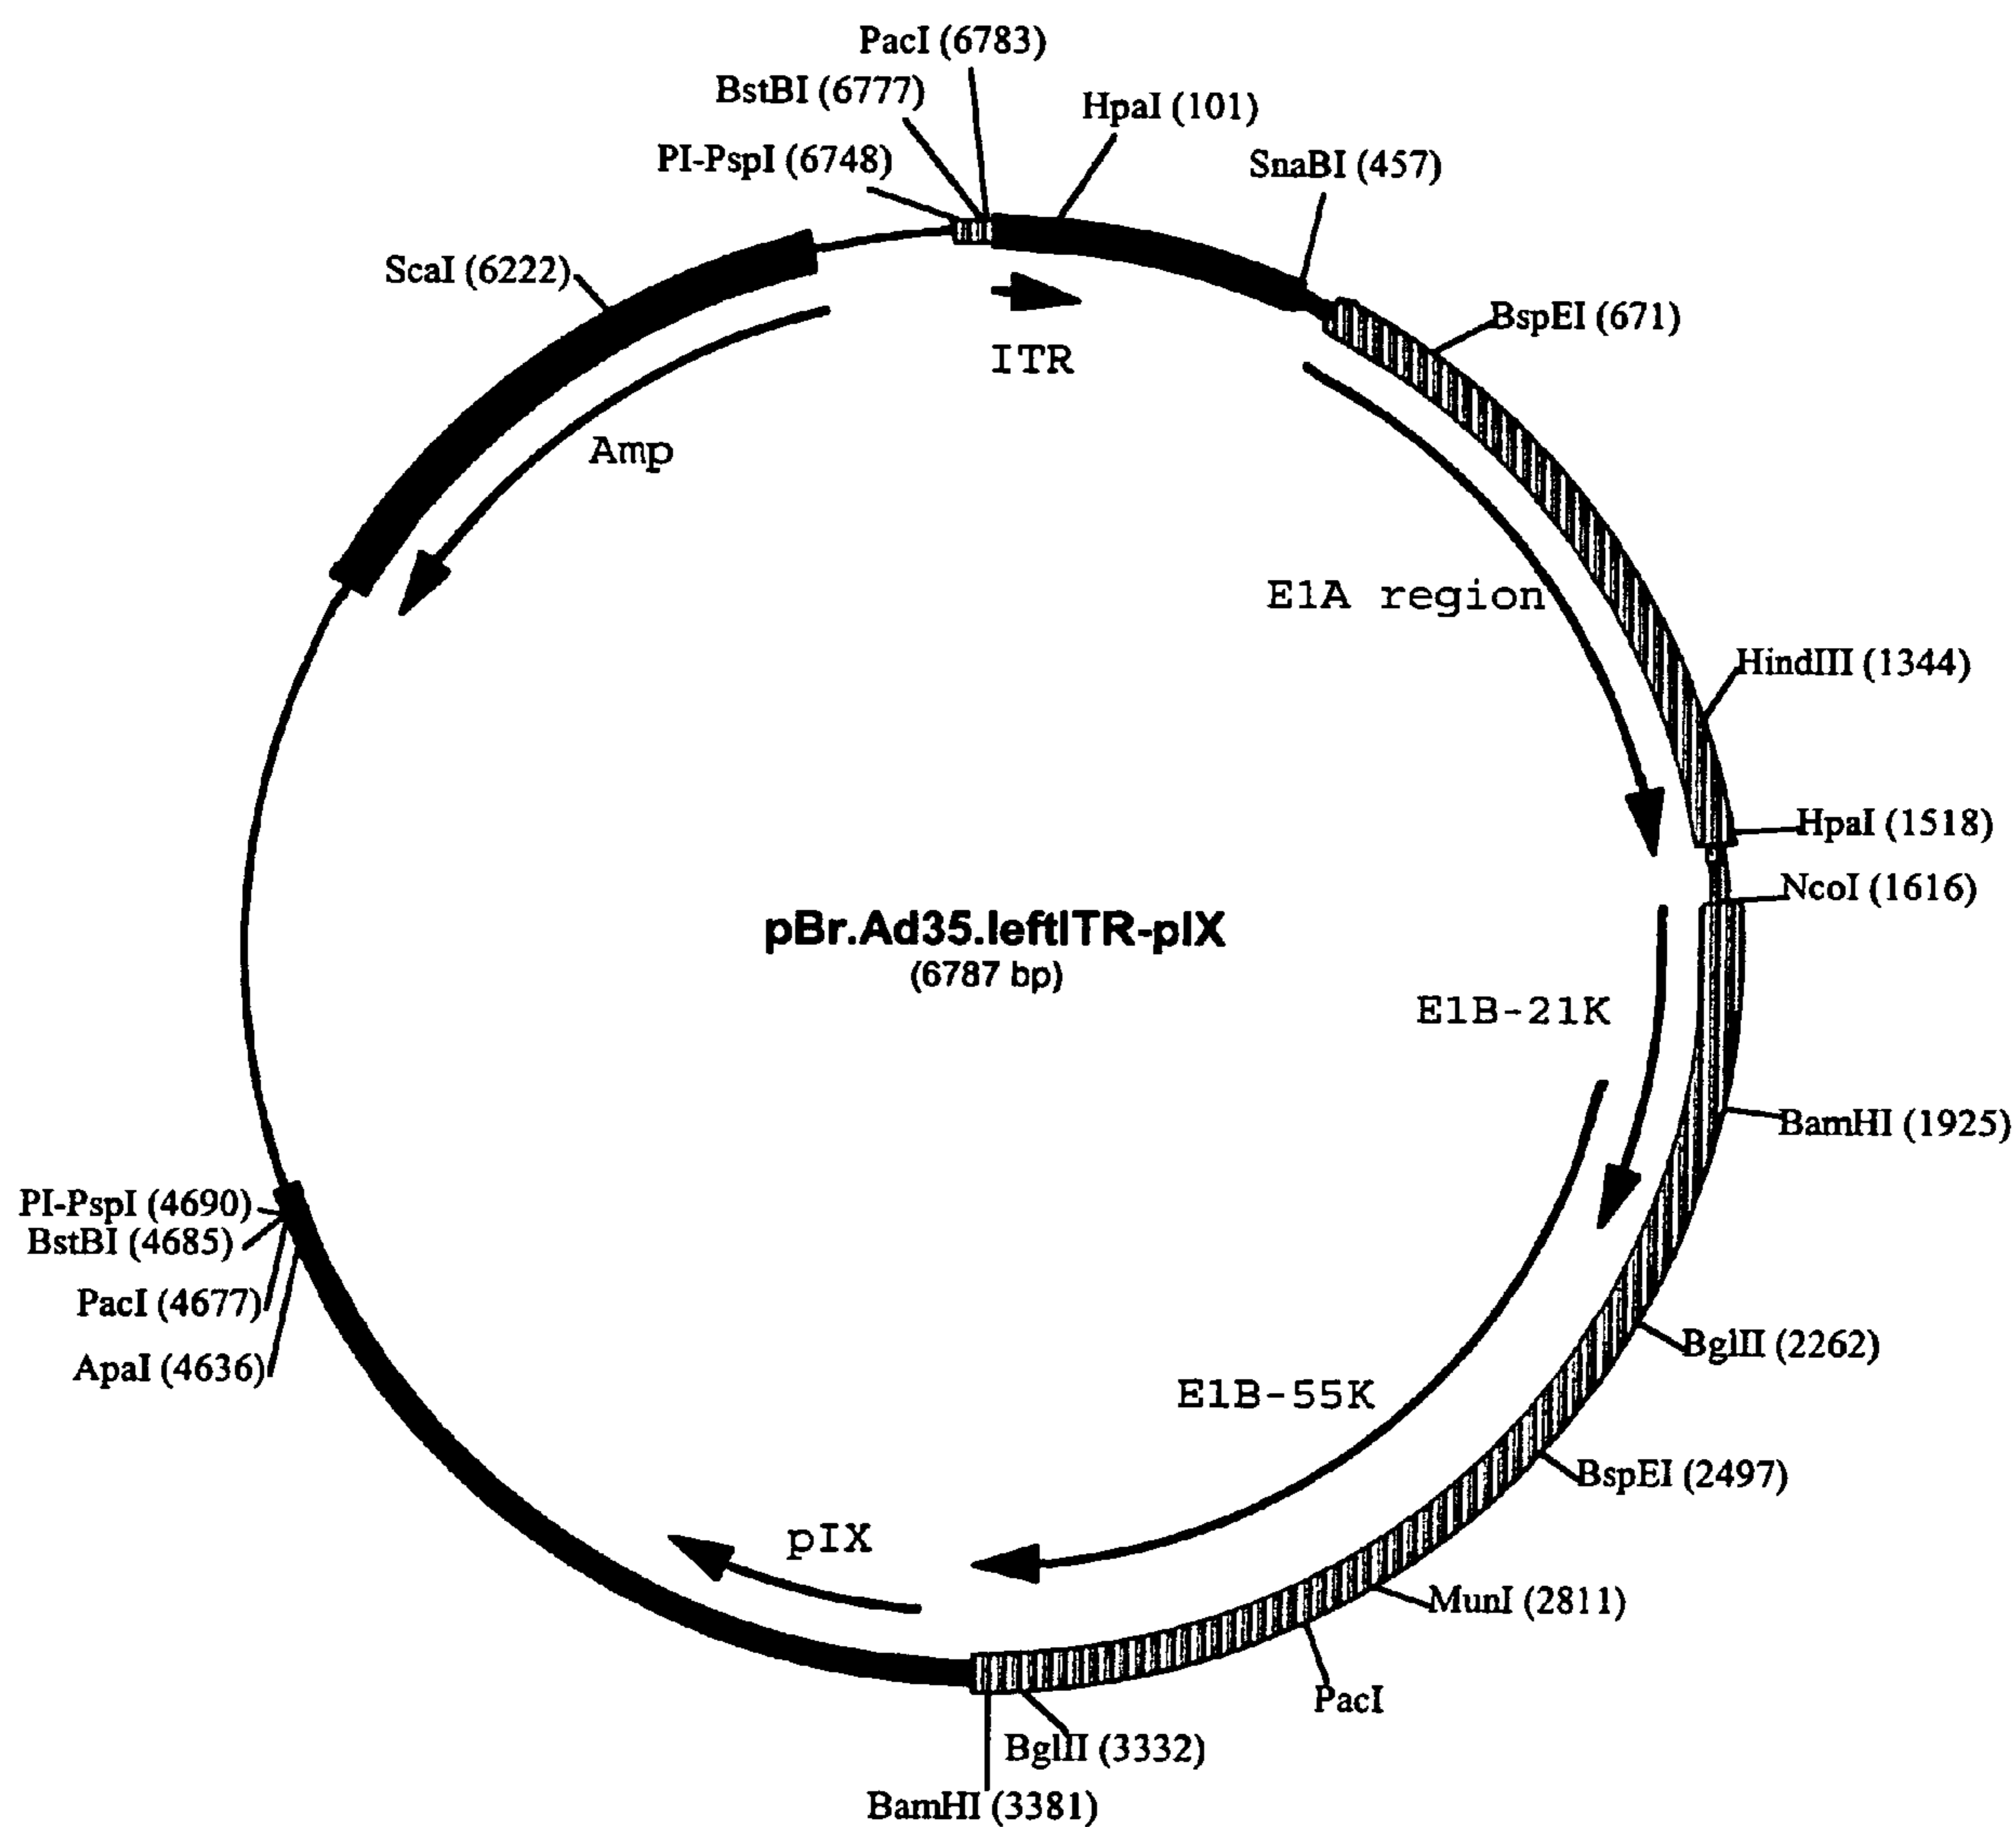 PacI (6783)
BstBI (6777)
HpaI (101)
PI-PspI (6748)
SnaBI (457)
ScaI (6222)
BspEI (671)
ITR
Amp
E1A region
HindIII (1344)
HpaI (1518)
NcoI (1616)
pBr.Ad35.leftITR-pIX
(6787 bp)
E1B-21K
BamHI (1925)
PI-PspI (4690)
BstBI (4685)
PacI (4677)
ApaI (4636)
BglII (2262)
E1B-55K
BspEI (2497)
pIX
MunI (2811)
PacI
BglII (3332)
BamHI (3381)